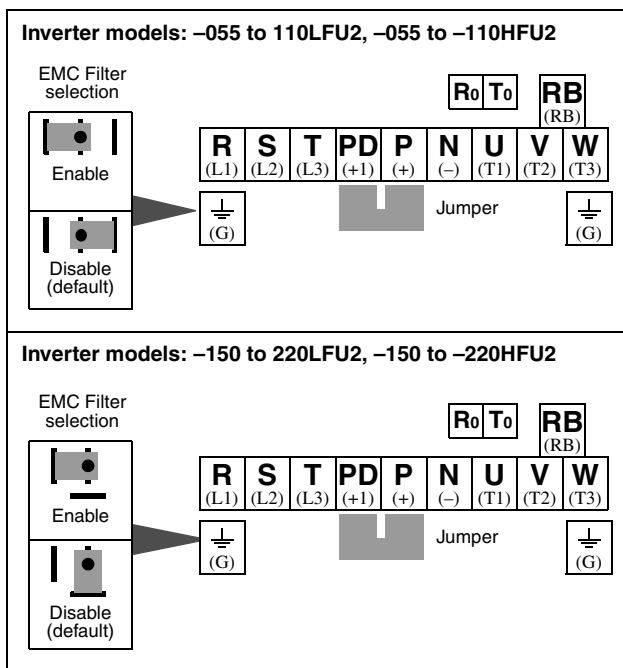 Inverter models: –055 to 110LFU2, –055 to –110HFU2
EMC Filter
selection
Enable
Disable
(default)
R0 T0 RB
(RB)
R S T PD P N U V W
(L1) (L2) (L3) (+1) (+) (–) (T1) (T2) (T3)
Jumper
(G) (G)
Inverter models: –150 to 220LFU2, –150 to –220HFU2
EMC Filter
selection
Enable
Disable
(default)
R0 T0 RB
(RB)
R S T PD P N U V W
(L1) (L2) (L3) (+1) (+) (–) (T1) (T2) (T3)
Jumper
(G) (G)